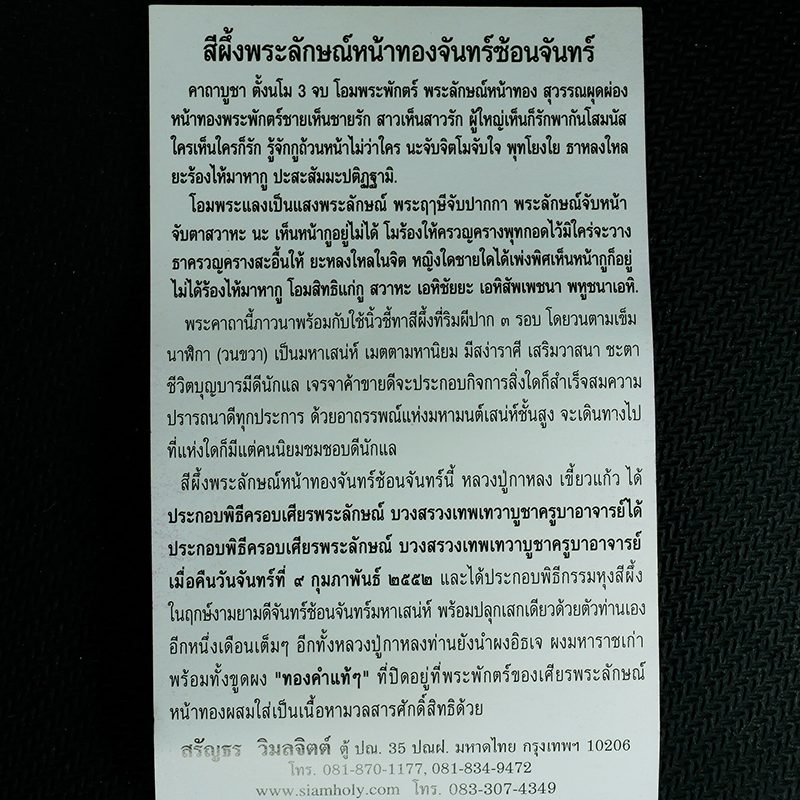 สีผึ้งพระลักษณ์หน้าทองจันทร์ซ้อนจันทร์
คาถาบูชา ตั้งนโม 3 จบ โอมพระพักตร์ พระลักษณ์หน้าทอง สุวรรณผุดผ่อง
หน้าทองพระพักตร์ชายเห็นชายรัก สาวเห็นสาวรัก ผู้ใหญ่เห็นก็รักพากันโสมนัส
ใครเห็นใครก็รัก รู้จักกูถ้วนหน้าไม่ว่าใคร นะจับจิตโมจับใจ พุทโยงใย ธาหลงใหล
ยะร้องไห้มาหากู ปะสะสัมมะปติฏฐามิ.
โอมพระแลงเป็นแสงพระลักษณ์ พระฤาษีจับปากกา พระลักษณ์จับหน้า
จับตาสวาหะ นะ เห็นหน้ากูอยู่ไม่ได้ โมร้องให้ครวญครางพุทกอดไว้มิใคร่จะวาง
ธาครวญครางสะอื้นให้ ยะหลงใหลในจิต หญิงใดชายใดได้เพ่งพิศเห็นหน้ากูก็อยู่
ไม่ได้ร้องไห้มาหากู โอมสิทธิแก่กู สวาหะ เอหิชัยยะ เอหิสัพเพชนา พหูชนาเอหิ.
พระคาถานี้ภาวนาพร้อมกับใช้นิ้วชี้ทาสีผึ้งที่ริมฝีปาก ๓ รอบ โดยวนตามเข็ม
นาฬิกา (วนขวา) เป็นมหาเสน่ห์ เมตตามหานิยม มีสง่าราศี เสริมวาสนา ชะตา
ชีวิตบุญบารมีดีนักแล เจรจาค้าขายดีจะประกอบกิจการสิ่งใดก็สำเร็จสมความ
ปรารถนาดีทุกประการ ด้วยอาถรรพณ์แห่งมหามนต์เสน่ห์ชั้นสูง จะเดินทางไป
ที่แห่งใดก็มีแต่คนนิยมชมชอบดีนักแล
สีผึ้งพระลักษณ์หน้าทองจันทร์ซ้อนจันทร์นี้ หลวงปู่กาหลง เขี้ยวแก้ว ได้
ประกอบพิธีครอบเศียรพระลักษณ์ บวงสรวงเทพเทวาบูชาครูบาอาจารย์ได้
ประกอบพิธีครอบเศียรพระลักษณ์ บวงสรวงเทพเทวาบูชาครูบาอาจารย์
เมื่อคืนวันจันทร์ที่ ๙ กุมภาพันธ์ ๒๕๕๒ และได้ประกอบพิธีกรรมหุงสีผึ้ง
ในฤกษ์งามยามดีจันทร์ซ้อนจันทร์มหาเสน่ห์ พร้อมปลุกเสกเดียวด้วยตัวท่านเอง
อีกหนึ่งเดือนเต็มๆ อีกทั้งหลวงปู่กาหลงท่านยังนำผงอิธเจ ผงมหาราชเก่า
พร้อมทั้งขูดผง "ทองคำแท้ๆ" ที่ปิดอยู่ที่พระพักตร์ของเศียรพระลักษณ์
หน้าทองผสมใส่เป็นเนื้อหามวลสารศักดิ์สิทธิ์ด้วย
สรัญธร วิมลจิตต์ ตู้ ปณ. 35 ปณฝ. มหาดไทย กรุงเทพฯ 10206
โทร. 081-870-1177, 081-834-9472
www.siamholy.com โทร. 083-307-4349